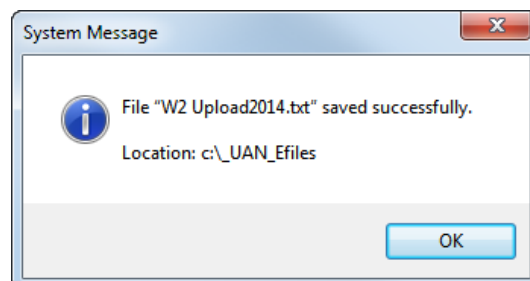 System Message
File “W2 Upload2014.txt” saved successfully.
Location: c:\_UAN_Efiles
OK